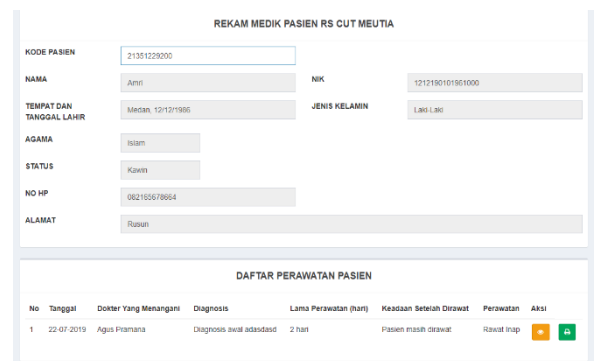 REKAM MEDIK PASIEN RS CUT MEUTIA
KODE PASIEN 21351229200
NAMA Amri NIK 1212190101961000
TEMPAT DAN TANGGAL LAHIR Medan, 12/12/1986 JENIS KELAMIN Laki-Laki
AGAMA Islam
STATUS Kawin
NO HP 082165678664
ALAMAT Rusun
DAFTAR PERAWATAN PASIEN
No Tanggal Dokter Yang Menangani Diagnosis Lama Perawatan (hari) Keadaan Setelah Dirawat Perawatan Aksi
1 22-07-2019 Agus Pramana Diagnosis awal adasdasd 2 hari Pasien masih dirawat Rawat Inap